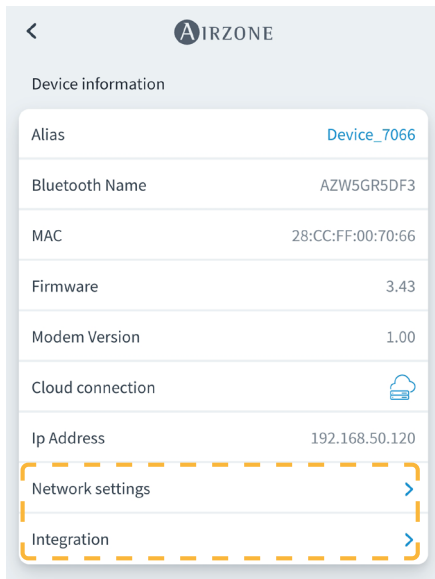 AIRZONE
Device information
Alias Device_7066
Bluetooth Name AZW5GR5DF3
MAC 28:CC:FF:00:70:66
Firmware 3.43
Modem Version 1.00
Cloud connection
Ip Address 192.168.50.120
Network settings
Integration